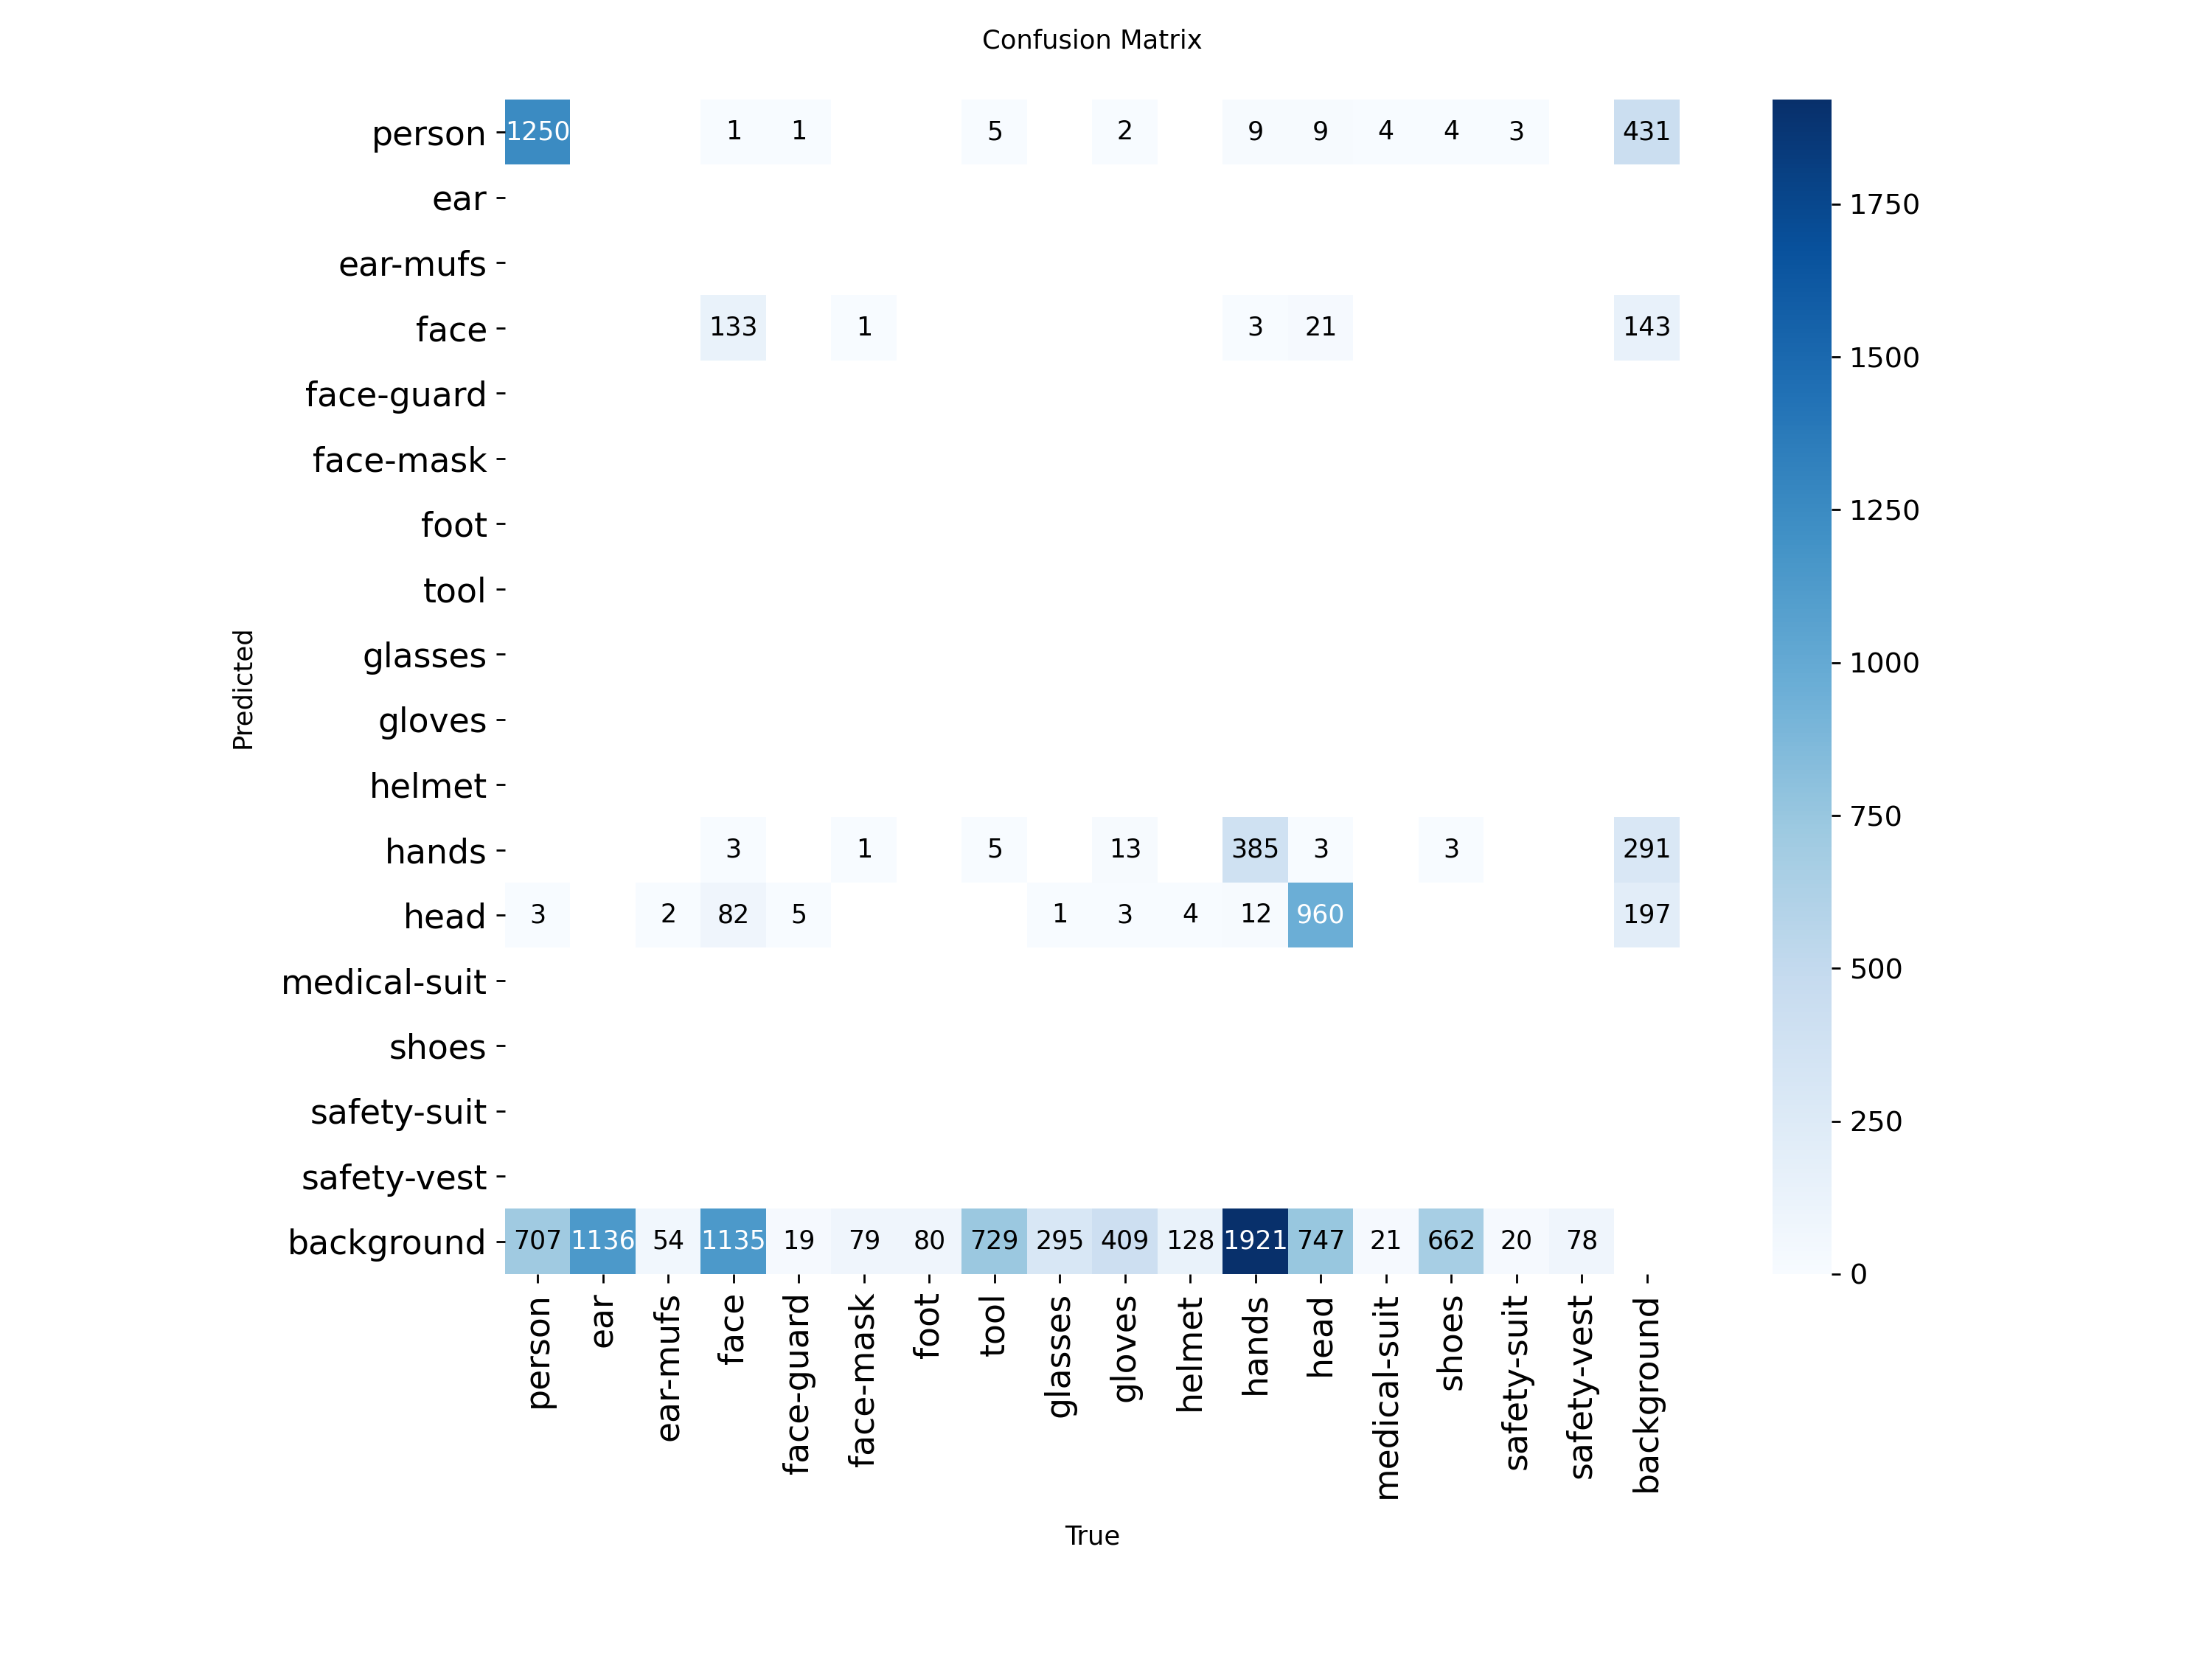 Confusion Matrix
person 1250 1 1 5 2 9 9 4 4 3 431
ear
ear-mufs
face 133 1 3 21 143
face-guard
face-mask
foot
tool
glasses
gloves
helmet
hands 3 1 5 13 385 3 3 291
head 3 2 82 5 1 3 4 12 960 197
medical-suit
shoes
safety-suit
safety-vest
background 707 1136 54 1135 19 79 80 729 295 409 128 1921 747 21 662 20 78
Predicted
person
ear
ear-mufs
face
face-guard
face-mask
foot
tool
glasses
gloves
helmet
hands
head
medical-suit
shoes
safety-suit
safety-vest
background
True
1750
1500
1250
1000
750
500
250
0